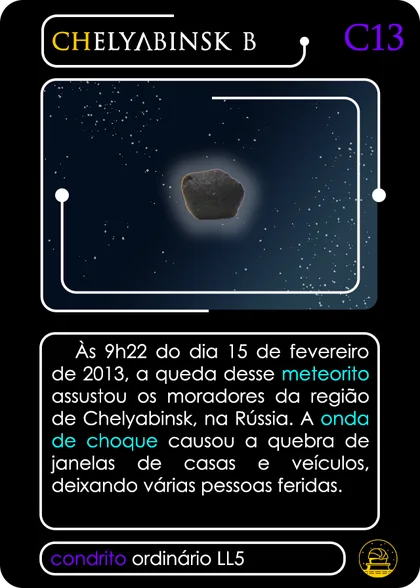 CHELYABINSK B
C13
Às 9h22 do dia 15 de fevereiro
de 2013, a queda desse meteorito
assustou os moradores da região
de Chelyabinsk, na Rússia. A onda
de choque causou a quebra de
janelas de casas e veículos,
deixando várias pessoas feridas.
condrito ordinário LL5